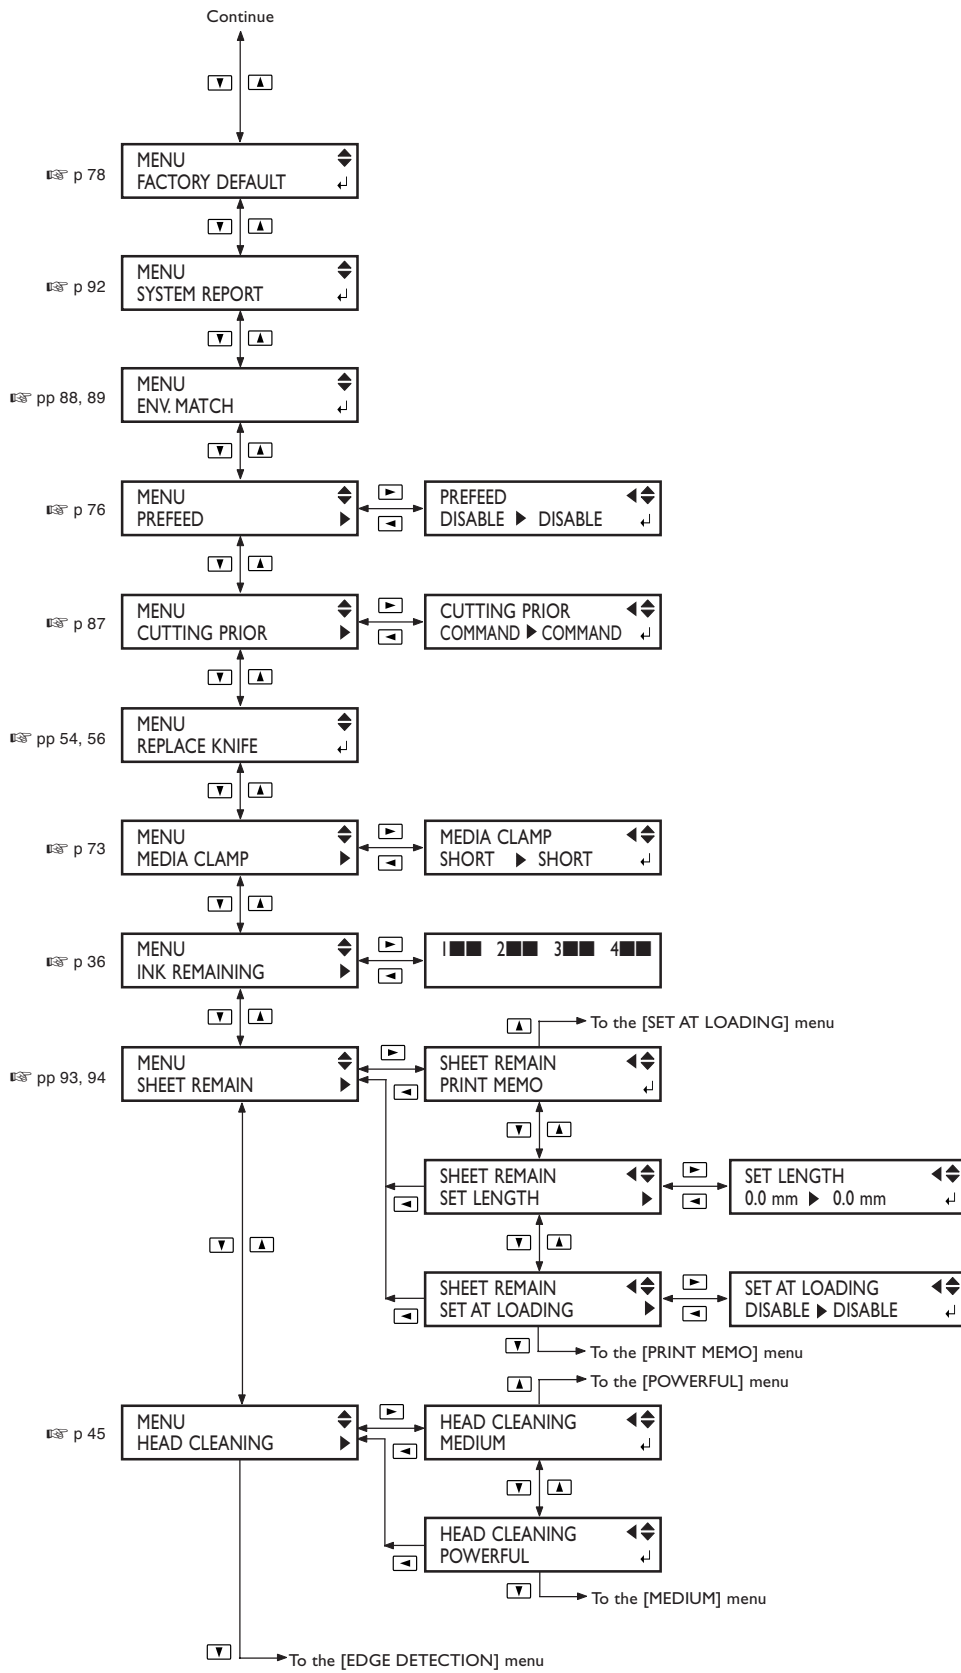 Continue
p 78
MENU
FACTORY DEFAULT
p 92
MENU
SYSTEM REPORT
pp 88, 89
MENU
ENV. MATCH
p 76
MENU
PREFEED
PREFEED
DISABLE DISABLE
p 87
MENU
CUTTING PRIOR
CUTTING PRIOR
COMMAND COMMAND
pp 54, 56
MENU
REPLACE KNIFE
p 73
MENU
MEDIA CLAMP
MEDIA CLAMP
SHORT SHORT
p 36
MENU
INK REMAINING
1■■ 2■■ 3■■ 4■■
To the [SET AT LOADING] menu
pp 93, 94
MENU
SHEET REMAIN
SHEET REMAIN
PRINT MEMO
SHEET REMAIN
SET LENGTH
SET LENGTH
0.0 mm 0.0 mm
SHEET REMAIN
SET AT LOADING
SET AT LOADING
DISABLE DISABLE
To the [PRINT MEMO] menu
To the [POWERFUL] menu
p 45
MENU
HEAD CLEANING
HEAD CLEANING
MEDIUM
HEAD CLEANING
POWERFUL
To the [MEDIUM] menu
To the [EDGE DETECTION] menu